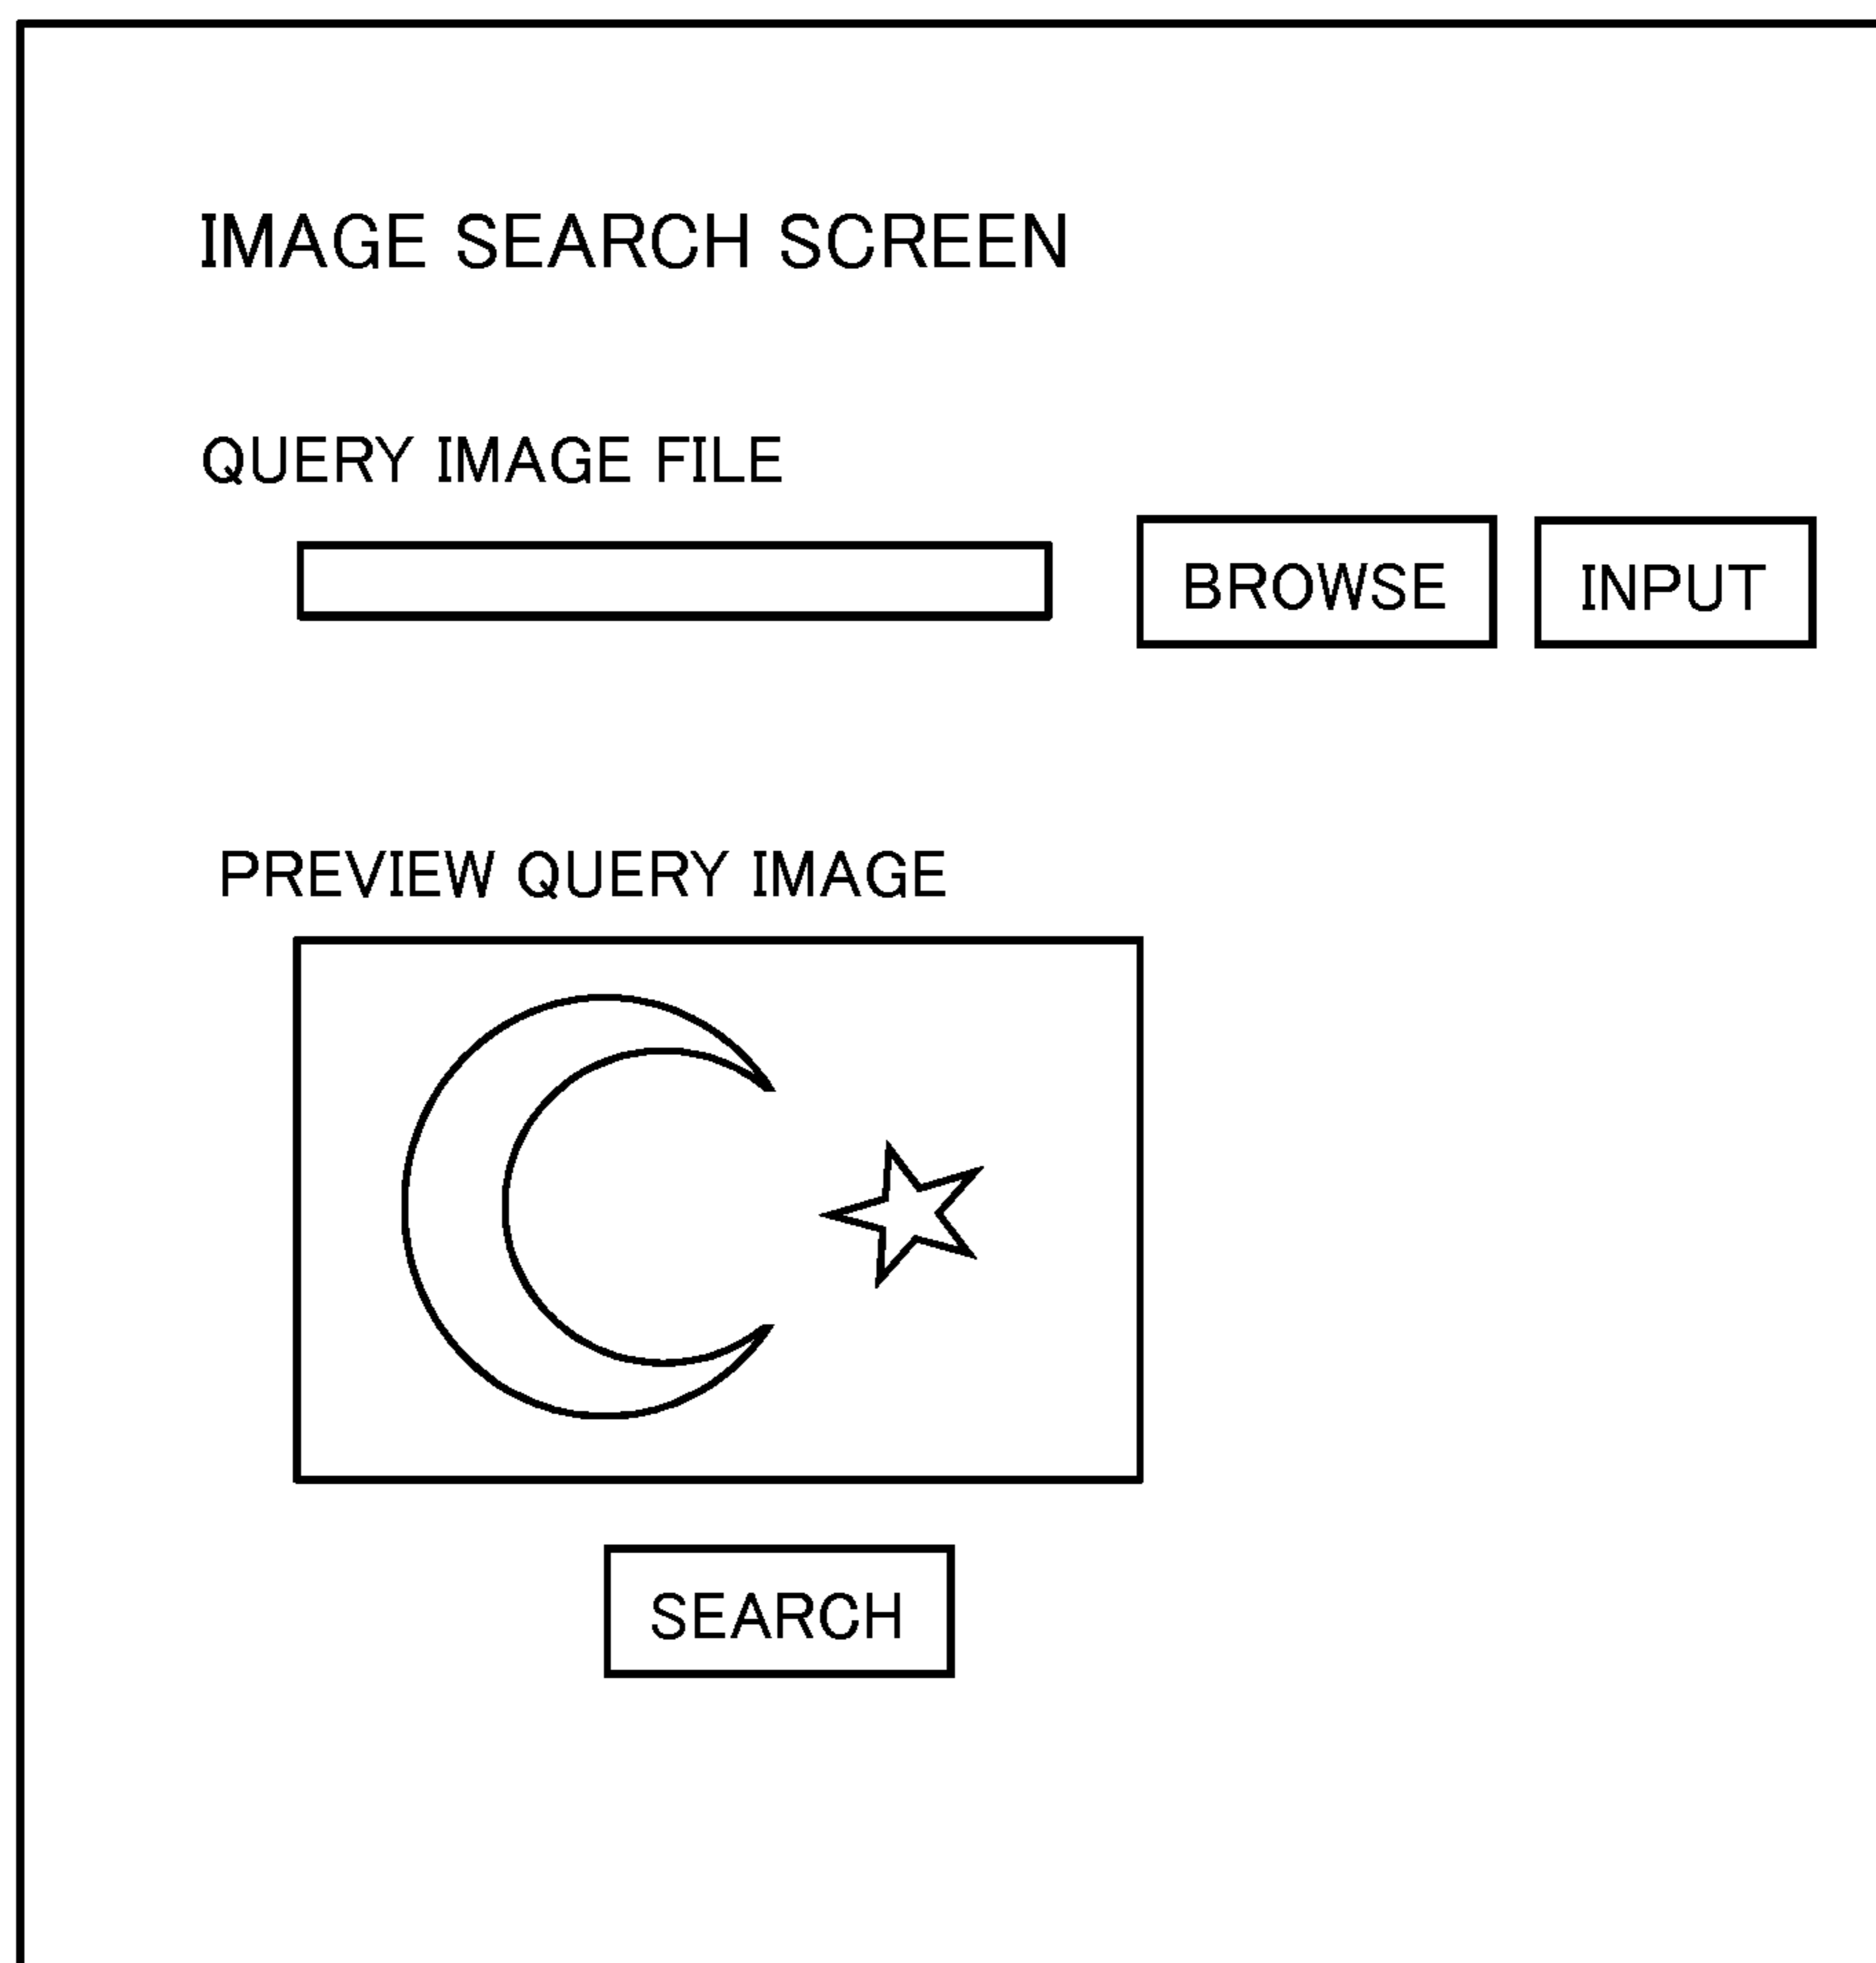 IMAGE SEARCH SCREEN
QUERY IMAGE FILE
BROWSE INPUT
PREVIEW QUERY IMAGE
SEARCH